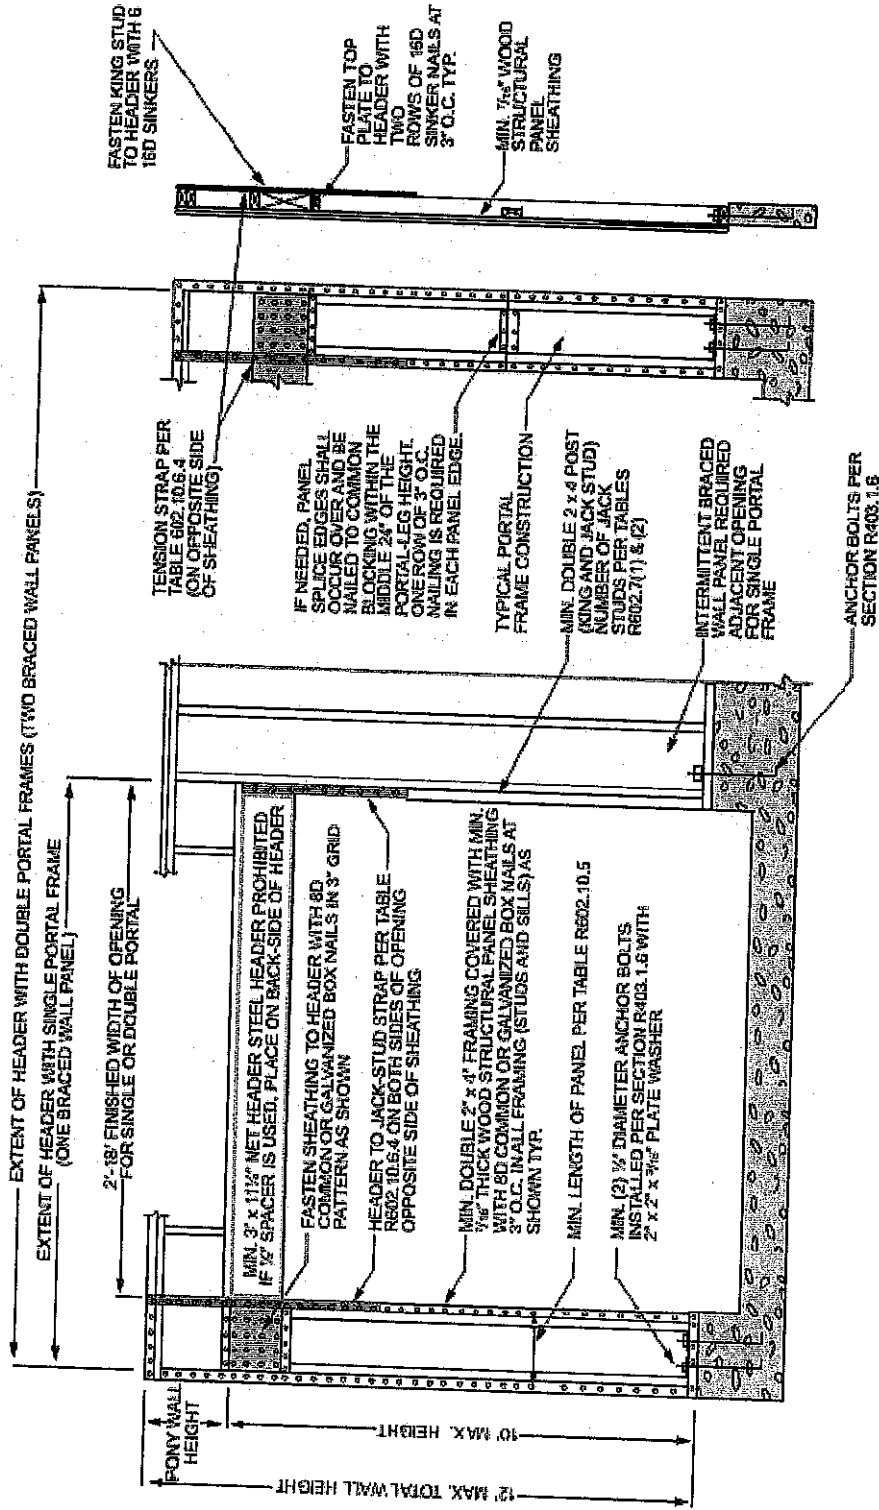 EXTENT OF HEADER WITH DOUBLE PORTAL FRAMES (TWO BRACED WALL PANELS)
EXTENT OF HEADER WITH SINGLE PORTAL FRAME
(ONE BRACED WALL PANEL)
2'-18' FINISHED WIDTH OF OPENING
FOR SINGLE OR DOUBLE PORTAL
PONY WALL
HEIGHT
10' MAX. HEIGHT
12' MAX. TOTAL WALL HEIGHT
MIN. 3" x 11¼" NET HEADER STEEL HEADER PROHIBITED
IF ½" SPACER IS USED, PLACE ON BACK-SIDE OF HEADER
FASTEN SHEATHING TO HEADER WITH 8D
COMMON OR GALVANIZED BOX NAILS IN 3" GRID
PATTERN AS SHOWN
HEADER TO JACK-STUD STRAP PER TABLE
R602.10.6.4 ON BOTH SIDES OF OPENING
OPPOSITE SIDE OF SHEATHING
MIN. DOUBLE 2" x 4" FRAMING COVERED WITH MIN.
7/16" THICK WOOD STRUCTURAL PANEL SHEATHING
WITH 8D COMMON OR GALVANIZED BOX NAILS AT
3" O.C. IN ALL FRAMING (STUDS AND SILLS) AS
SHOWN TYP.
MIN. LENGTH OF PANEL PER TABLE R602.10.5
MIN. (2) ½" DIAMETER ANCHOR BOLTS
INSTALLED PER SECTION R403.1.6 WITH
2" x 2" x 3/16" PLATE WASHER
TENSION STRAP PER
TABLE 602.10.6.4
(ON OPPOSITE SIDE
OF SHEATHING)
IF NEEDED, PANEL
SPLICE EDGES SHALL
OCCUR OVER AND BE
NAILED TO COMMON
BLOCKING WITHIN THE
MIDDLE 24" OF THE
PORTAL-LEG HEIGHT.
ONE ROW OF 3" O.C.
NAILING IS REQUIRED
IN EACH PANEL EDGE.
TYPICAL PORTAL
FRAME CONSTRUCTION
MIN. DOUBLE 2 x 4 POST
(KING AND JACK STUD)
NUMBER OF JACK
STUDS PER TABLES
R602.7(1) & (2)
INTERMITTENT BRACED
WALL PANEL REQUIRED
ADJACENT OPENING
FOR SINGLE PORTAL
FRAME
ANCHOR BOLTS PER
SECTION R403.1.6
FASTEN KING STUD
TO HEADER WITH 6
16D SINKERS
FASTEN TOP
PLATE TO
HEADER WITH
TWO
ROWS OF 16D
SINKER NAILS AT
3" O.C. TYP.
MIN. 7/16" WOOD
STRUCTURAL
PANEL
SHEATHING